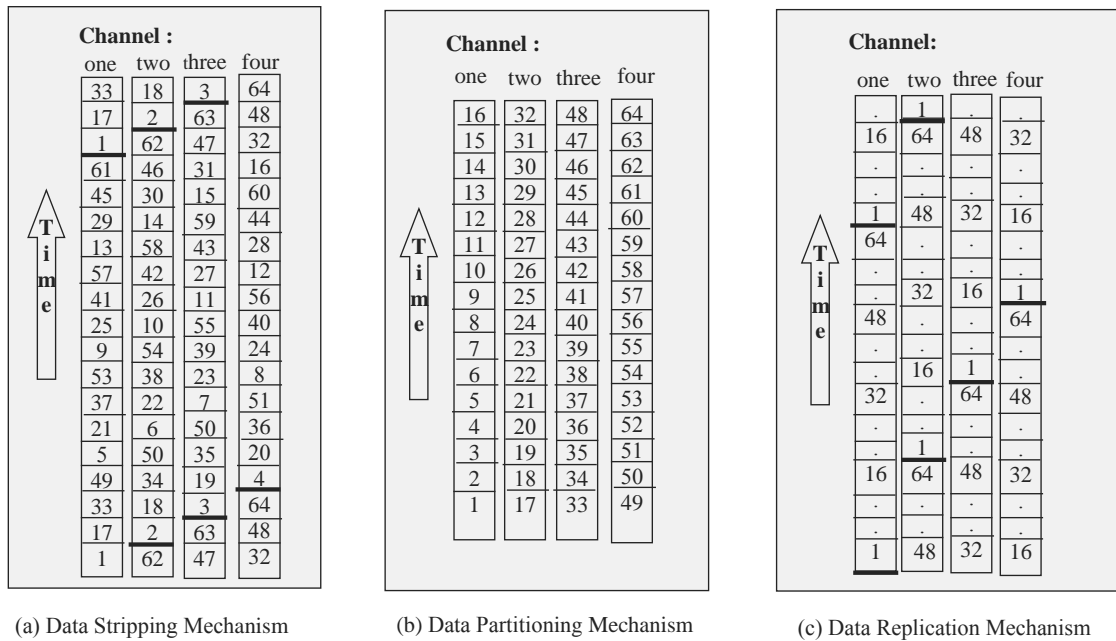 Channel :
one two three four
33 18 3 64
17 2 63 48
1 62 47 32
61 46 31 16
45 30 15 60
29 14 59 44
13 58 43 28
57 42 27 12
41 26 11 56
25 10 55 40
9 54 39 24
53 38 23 8
37 22 7 51
21 6 50 36
5 50 35 20
49 34 19 4
33 18 3 64
17 2 63 48
1 62 47 32
Time
(a) Data Stripping Mechanism
Channel :
one two three four
16 32 48 64
15 31 47 63
14 30 46 62
13 29 45 61
12 28 44 60
11 27 43 59
10 26 42 58
9 25 41 57
8 24 40 56
7 23 39 55
6 22 38 54
5 21 37 53
4 20 36 52
3 19 35 51
2 18 34 50
1 17 33 49
Time
(b) Data Partitioning Mechanism
Channel:
one two three four
. 1 . .
16 64 48 32
. . . .
. . . .
1 48 32 16
64 . . .
. . . .
. 32 16 1
48 . . 64
. . . .
. 16 1 .
32 . 64 48
. . . .
. 1 . .
16 64 48 32
. . . .
. . . .
1 48 32 16
Time
(c) Data Replication Mechanism